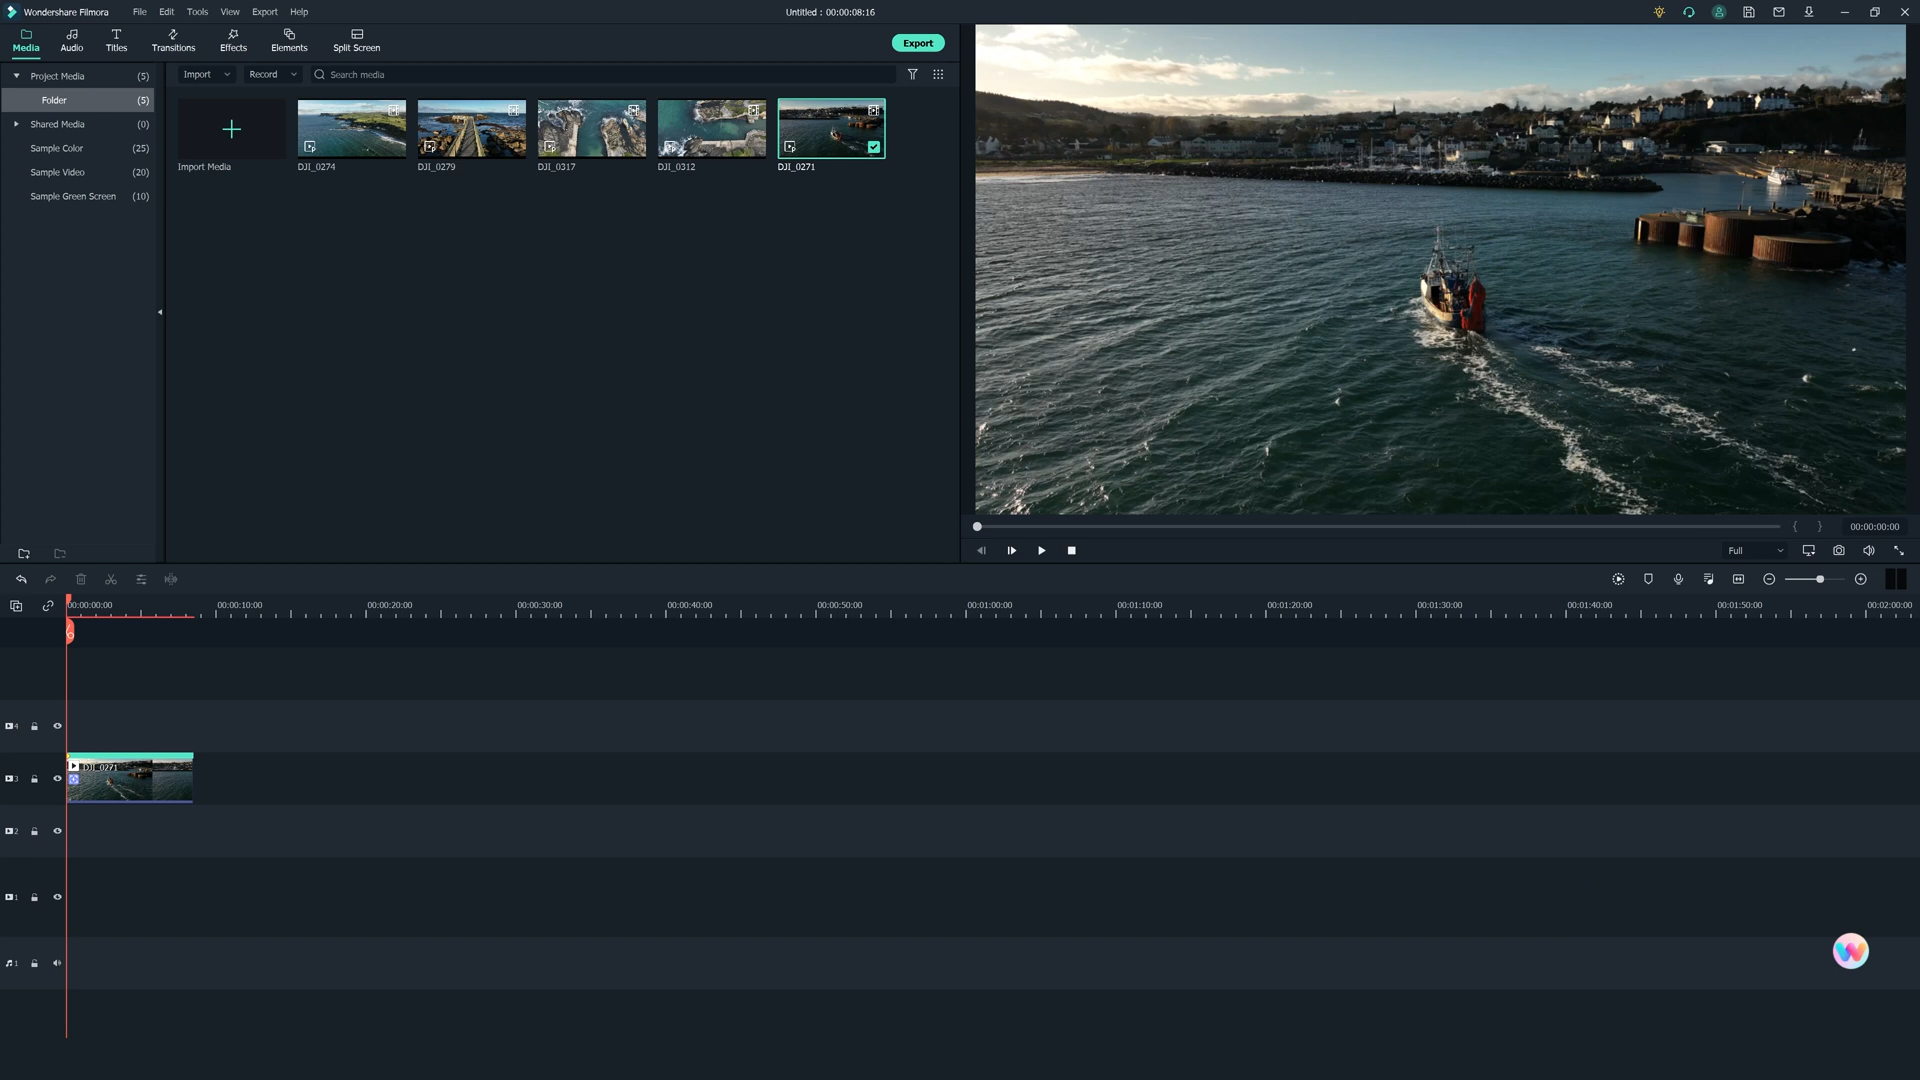 Wondershare Filmora File Edit Tools View Export Help Untitled : 00:00:08:16
Media Audio Titles Transitions Effects Elements Split Screen Export
Project Media (5)
Folder (5)
Shared Media (0)
Sample Color (25)
Sample Video (20)
Sample Green Screen (10)
Import Record Search media
Import Media DJI_0274 DJI_0279 DJI_0317 DJI_0312 DJI_0271
{ } 00:00:00:00
Full
00:00:00:00 00:00:10:00 00:00:20:00 00:00:30:00 00:00:40:00 00:00:50:00 00:01:00:00 00:01:10:00 00:01:20:00 00:01:30:00 00:01:40:00 00:01:50:00 00:02:00:00
4
3 DJI_0271
2
1
1